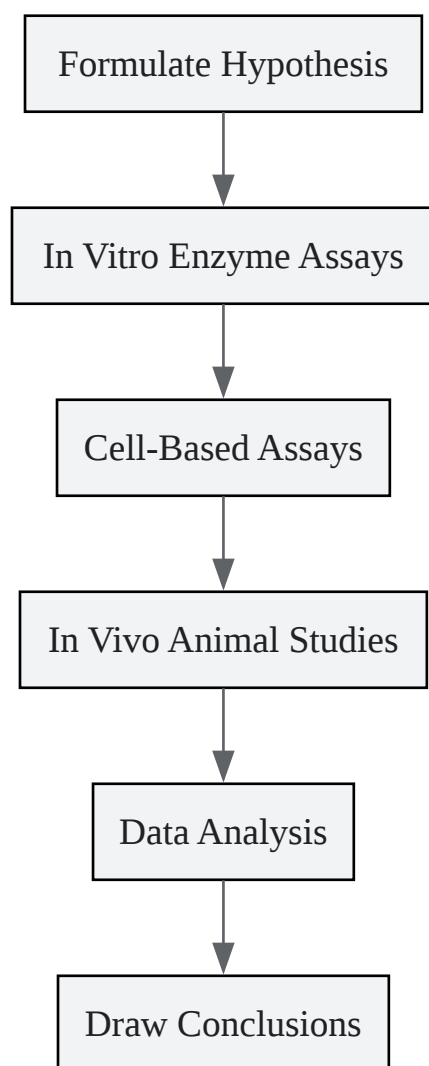 Formulate Hypothesis
In Vitro Enzyme Assays
Cell-Based Assays
In Vivo Animal Studies
Data Analysis
Draw Conclusions